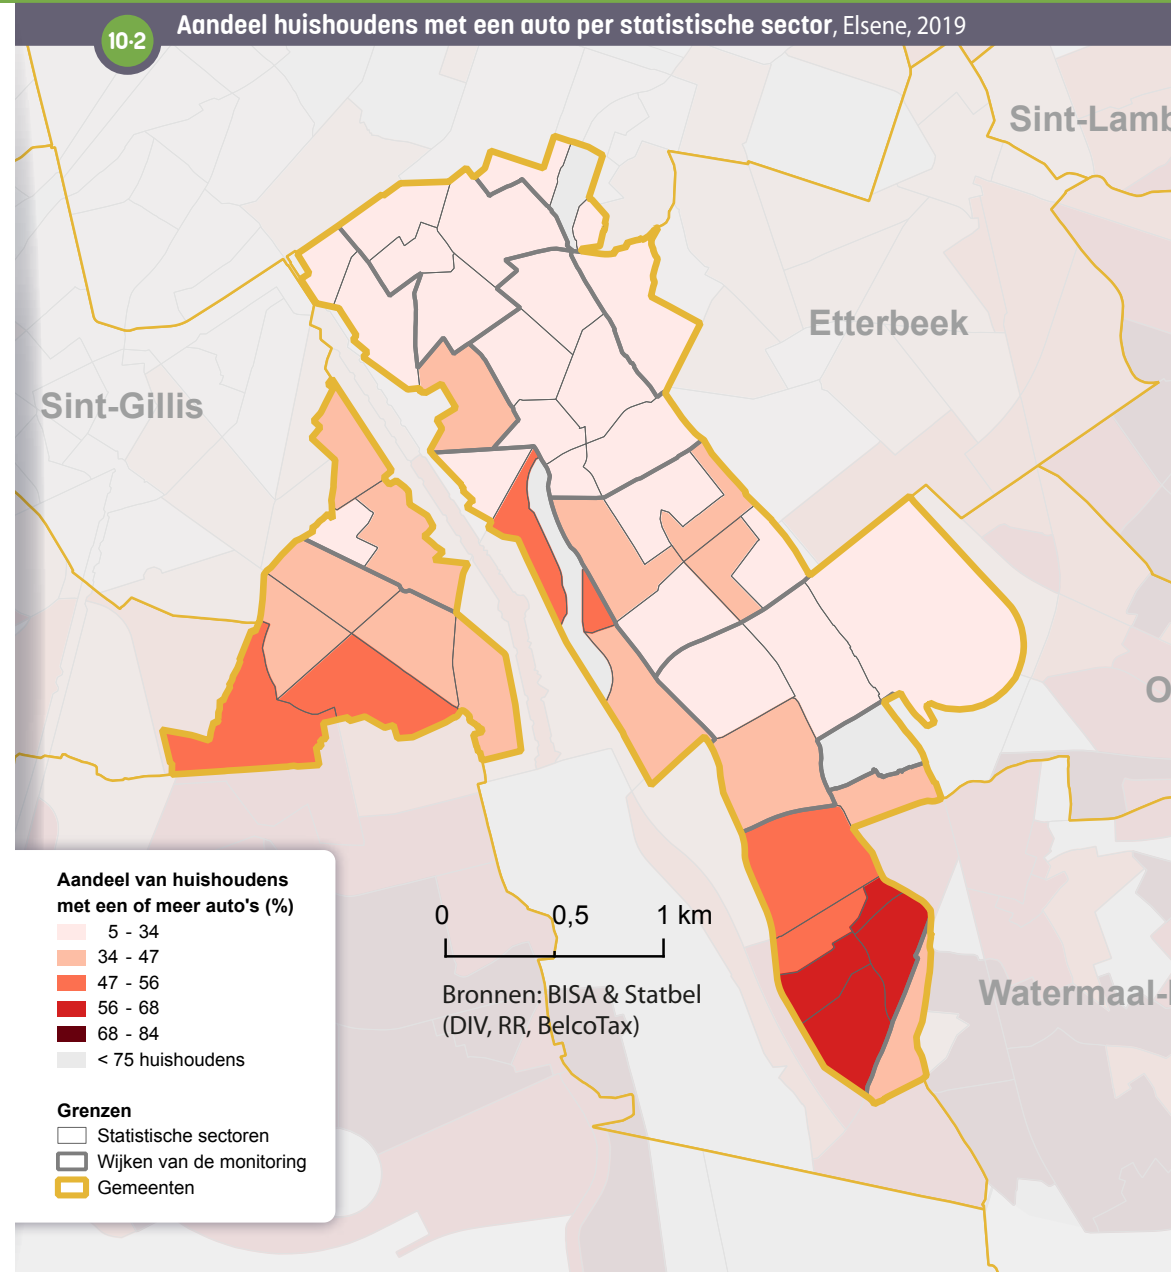 10·2 Aandeel huishoudens met een auto per statistische sector, Elsene, 2019
Sint-Lamb
Etterbeek
Sint-Gillis
O
Aandeel van huishoudens
met een of meer auto's (%)
5 - 34
34 - 47
47 - 56
56 - 68
68 - 84
< 75 huishoudens
Grenzen
Statistische sectoren
Wijken van de monitoring
Gemeenten
0 0,5 1 km
Bronnen: BISA & Statbel
(DIV, RR, BelcoTax)
Watermaal-